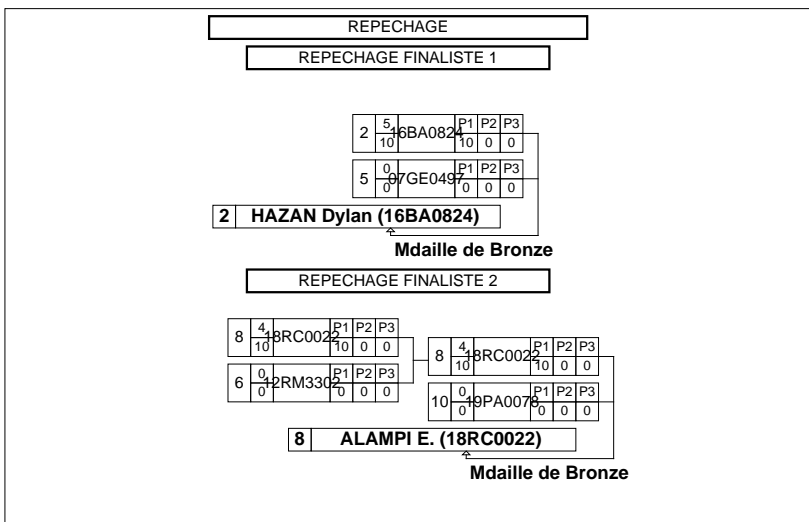 REPECHAGE
REPECHAGE FINALISTE 1
2 5 10 16BA0824 P1 P2 P3 10 0 0
5 0 0 07GE0497 P1 P2 P3 0 0 0
2 HAZAN Dylan (16BA0824)
Mdaille de Bronze
REPECHAGE FINALISTE 2
8 4 10 18RC0022 P1 P2 P3 10 0 0
8 4 10 18RC0022 P1 P2 P3 10 0 0
6 0 0 12RM3302 P1 P2 P3 0 0 0
10 0 0 19PA0078 P1 P2 P3 0 0 0
8 ALAMPI E. (18RC0022)
Mdaille de Bronze